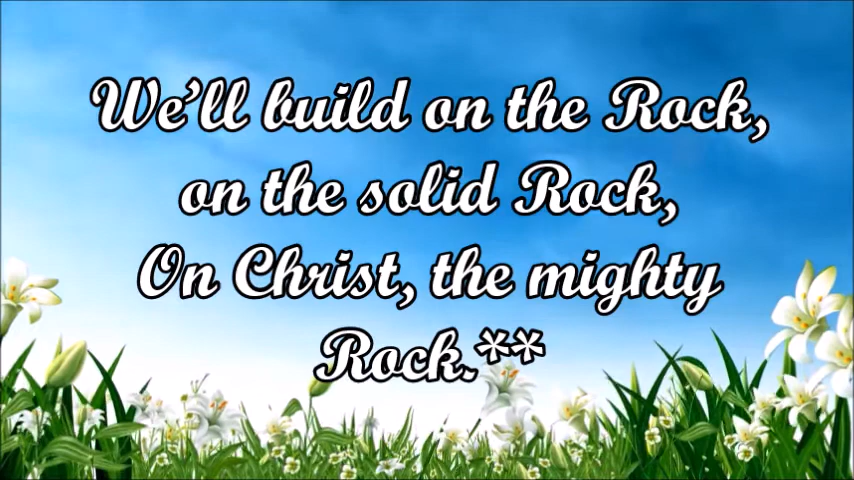 We’ll build on the Rock,
on the solid Rock,
On Christ, the mighty
Rock.**